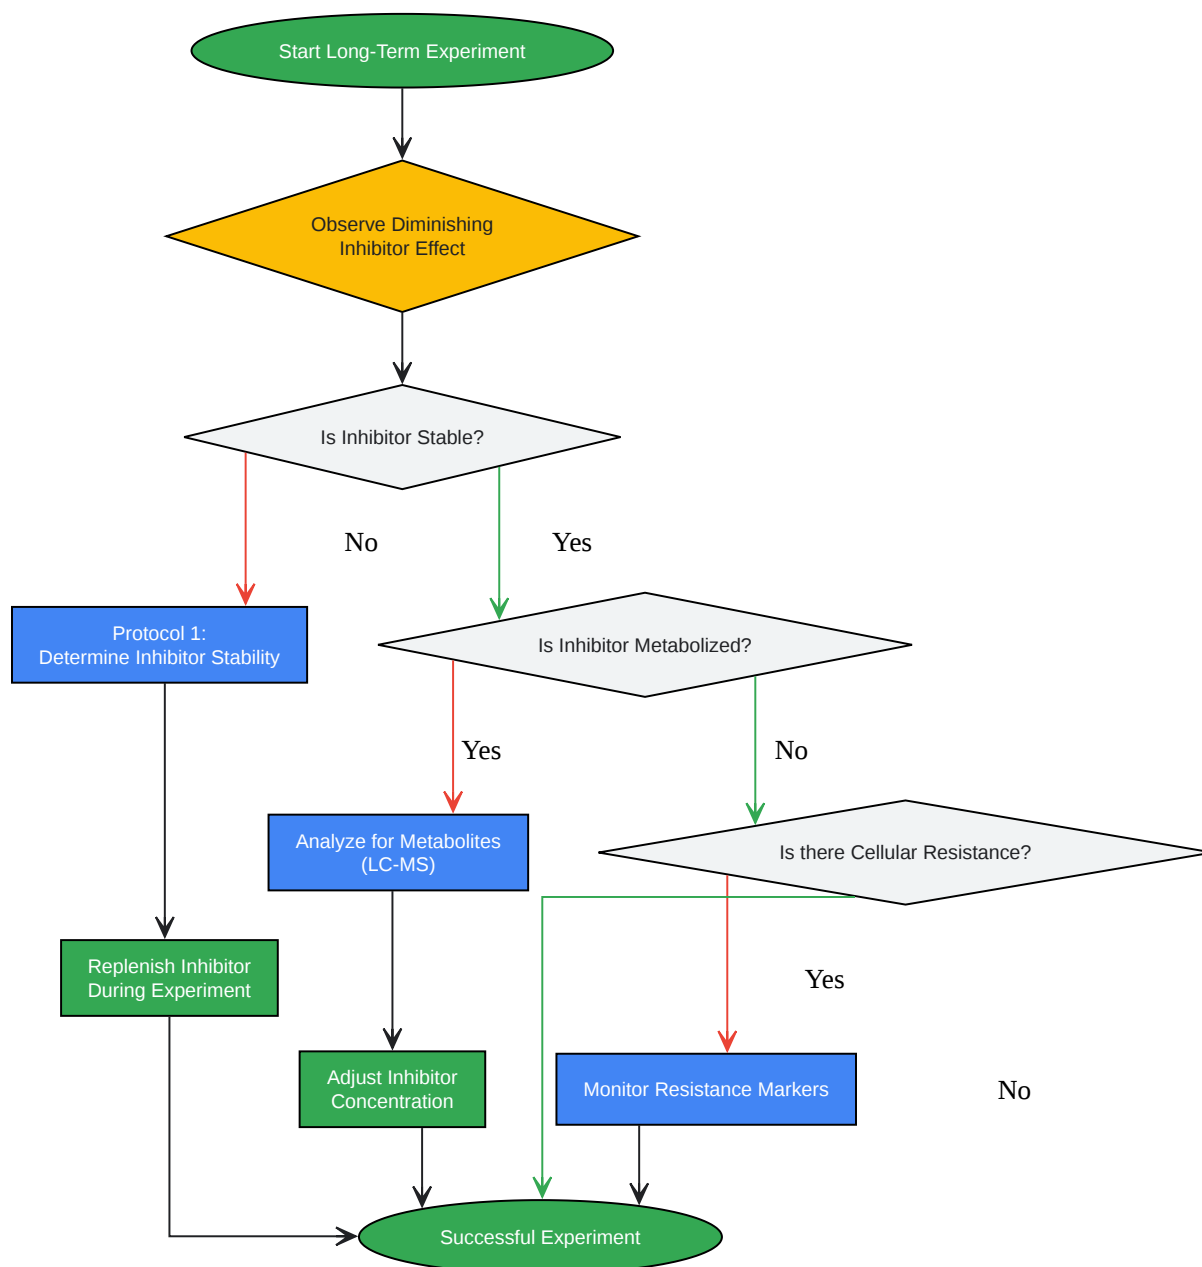 Start Long-Term Experiment
Observe Diminishing
Inhibitor Effect
Is Inhibitor Stable?
No
Yes
Protocol 1:
Determine Inhibitor Stability
Is Inhibitor Metabolized?
Yes
No
Analyze for Metabolites
(LC-MS)
Is there Cellular Resistance?
Replenish Inhibitor
During Experiment
Yes
Adjust Inhibitor
Concentration
Monitor Resistance Markers
No
Successful Experiment